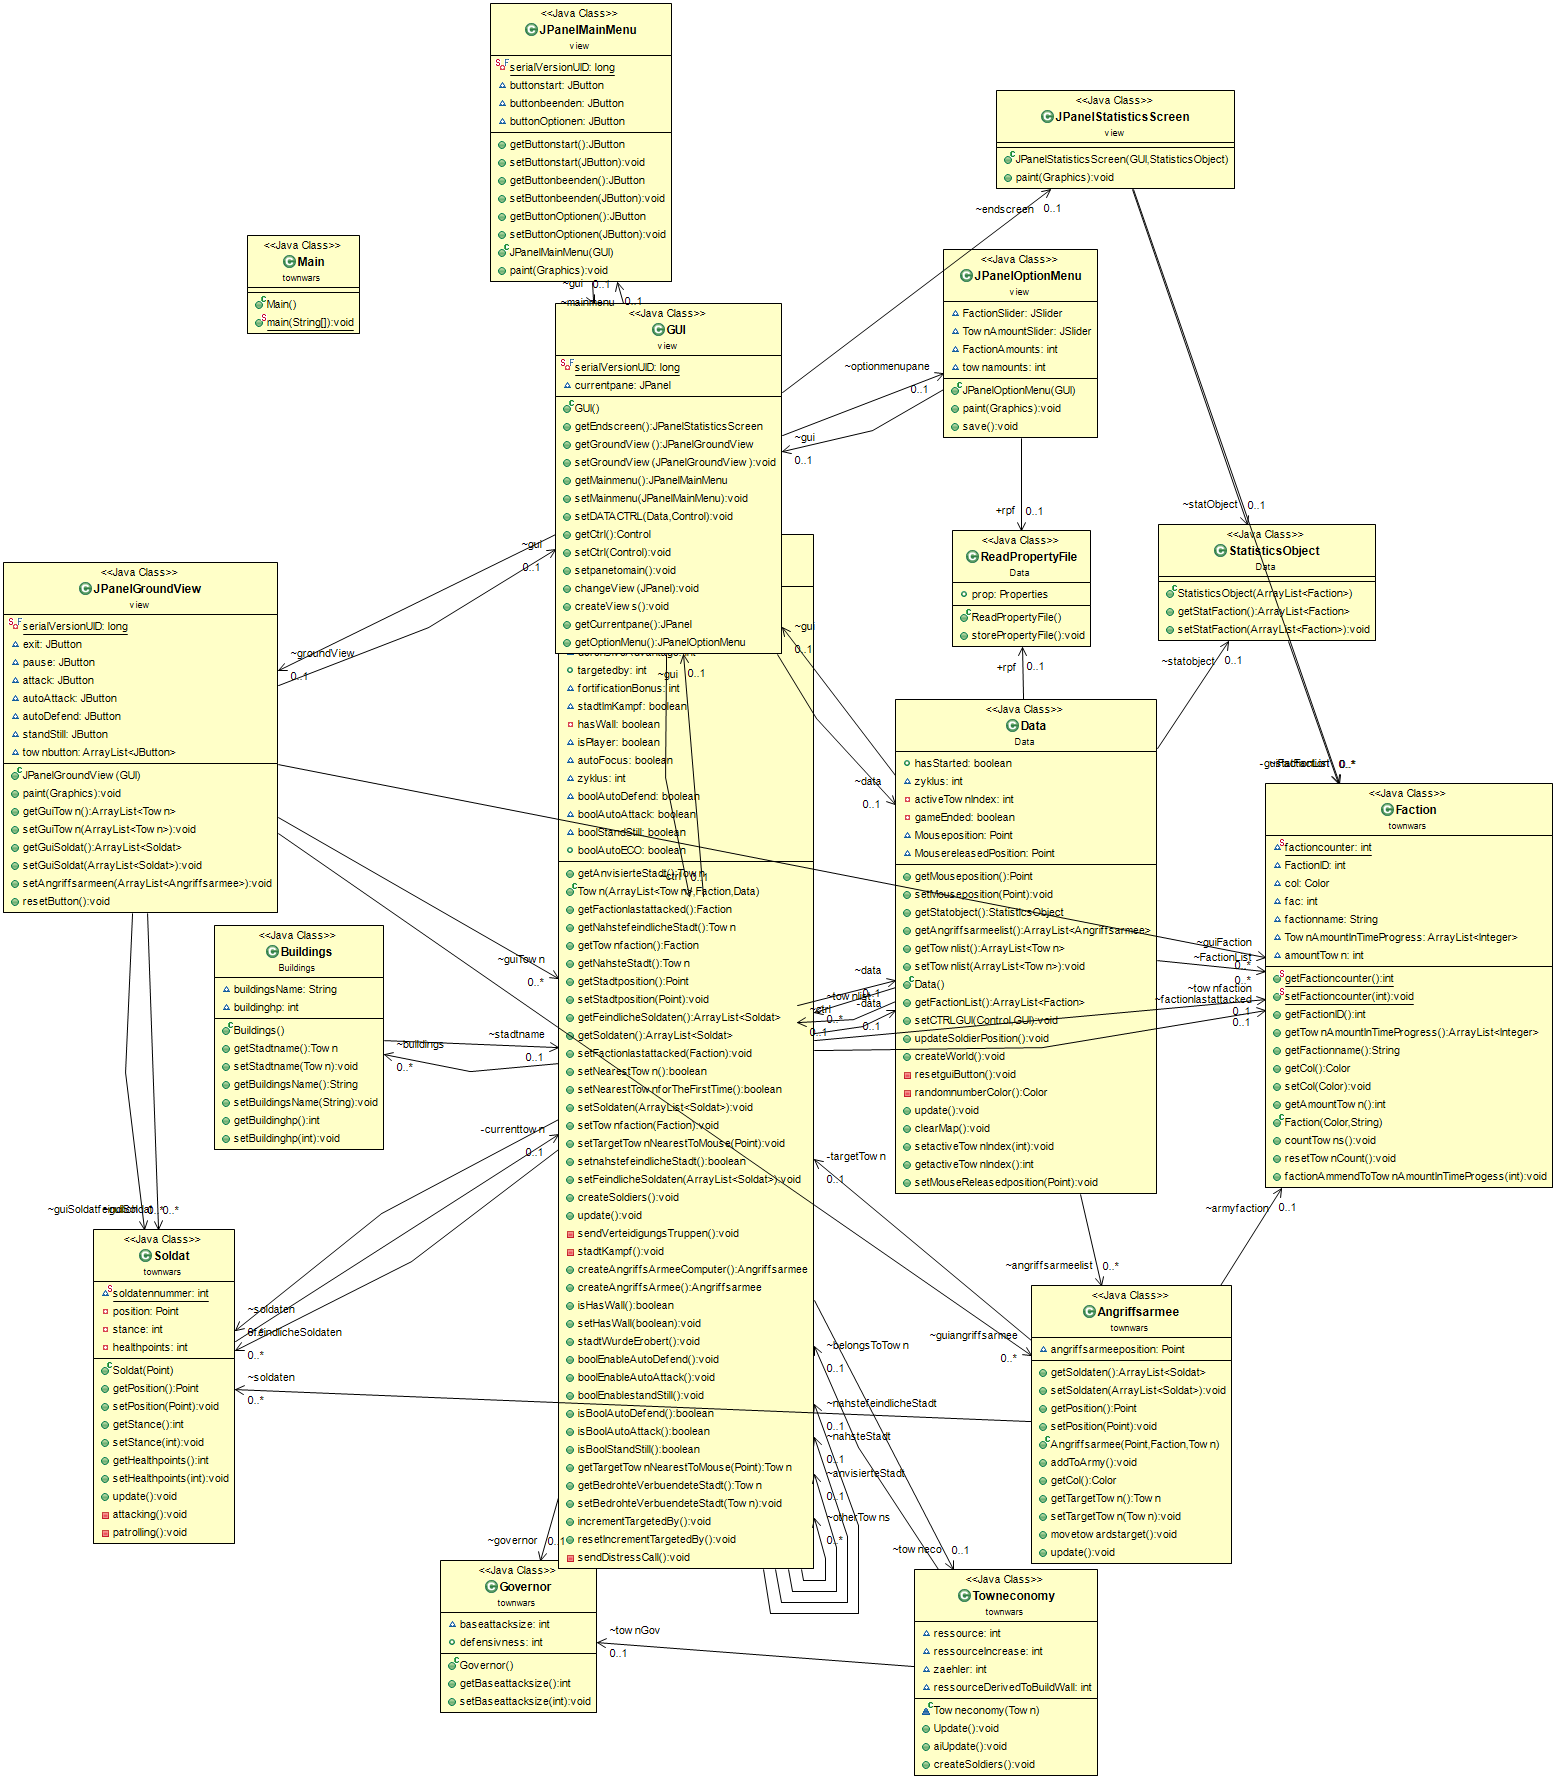 <<Java Class>>
JPanelMainMenu
view
serialVersionUID: long
buttonstart: JButton
buttonbeenden: JButton
buttonOptionen: JButton
getButtonstart():JButton
setButtonstart(JButton):void
getButtonbeenden():JButton
setButtonbeenden(JButton):void
getButtonOptionen():JButton
setButtonOptionen(JButton):void
JPanelMainMenu(GUI)
paint(Graphics):void
<<Java Class>>
JPanelStatisticsScreen
view
JPanelStatisticsScreen(GUI,StatisticsObject)
paint(Graphics):void
<<Java Class>>
Main
townwars
Main()
main(String[]):void
~gui 0..1
~mainmenu 0..1
~endscreen 0..1
<<Java Class>>
JPanelOptionMenu
view
FactionSlider: JSlider
TownAmountSlider: JSlider
FactionAmounts: int
townamounts: int
JPanelOptionMenu(GUI)
paint(Graphics):void
save():void
<<Java Class>>
GUI
view
serialVersionUID: long
currentpane: JPanel
GUI()
getEndscreen():JPanelStatisticsScreen
getGroundView():JPanelGroundView
setGroundView(JPanelGroundView):void
getMainmenu():JPanelMainMenu
setMainmenu(JPanelMainMenu):void
setDATACTRL(Data,Control):void
getCtrl():Control
setCtrl(Control):void
setpanetomain():void
changeView(JPanel):void
createViews():void
getCurrentpane():JPanel
getOptionMenu():JPanelOptionMenu
~optionmenupane
0..1
~gui
0..1
+rpf 0..1
~statObject 0..1
<<Java Class>>
ReadPropertyFile
Data
prop: Properties
ReadPropertyFile()
storePropertyFile():void
<<Java Class>>
StatisticsObject
Data
StatisticsObject(ArrayList<Faction>)
getStatFaction():ArrayList<Faction>
setStatFaction(ArrayList<Faction>):void
<<Java Class>>
JPanelGroundView
view
serialVersionUID: long
exit: JButton
pause: JButton
attack: JButton
autoAttack: JButton
autoDefend: JButton
standStill: JButton
townbutton: ArrayList<JButton>
JPanelGroundView(GUI)
paint(Graphics):void
getGuiTown():ArrayList<Town>
setGuiTown(ArrayList<Town>):void
getGuiSoldat():ArrayList<Soldat>
setGuiSoldat(ArrayList<Soldat>):void
setAngriffsarmeen(ArrayList<Angriffsarmee>):void
resetButton():void
~gui
0..1
~groundView
0..1
~gui
0..1
~gui 0..1
+rpf 0..1
~statobject 0..1
targetedby: int
fortificationBonus: int
stadtImKampf: boolean
hasWall: boolean
isPlayer: boolean
autoFocus: boolean
zyklus: int
boolAutoDefend: boolean
boolAutoAttack: boolean
boolStandStill: boolean
boolAutoECO: boolean
getAnvisierteStadt():Town
Town(ArrayList<Town>,Faction,Data)
getFactionlastattacked():Faction
getNahstefeindlicheStadt():Town
getTownfaction():Faction
getNahsteStadt():Town
getStadtposition():Point
setStadtposition(Point):void
getFeindlicheSoldaten():ArrayList<Soldat>
getSoldaten():ArrayList<Soldat>
setFactionlastattacked(Faction):void
setNearestTown():boolean
setNearestTownforTheFirstTime():boolean
setSoldaten(ArrayList<Soldat>):void
setTownfaction(Faction):void
setTargetTownNearestToMouse(Point):void
setnahstefeindlicheStadt():boolean
setFeindlicheSoldaten(ArrayList<Soldat>):void
createSoldiers():void
update():void
sendVerteidigungsTruppen():void
stadtKampf():void
createAngriffsArmeeComputer():Angriffsarmee
createAngriffsArmee():Angriffsarmee
isHasWall():boolean
setHasWall(boolean):void
stadtWurdeErobert():void
boolEnableAutoDefend():void
boolEnableAutoAttack():void
boolEnablestandStill():void
isBoolAutoDefend():boolean
isBoolAutoAttack():boolean
isBoolStandStill():boolean
getTargetTownNearestToMouse(Point):Town
getBedrohteVerbuendeteStadt():Town
setBedrohteVerbuendeteStadt(Town):void
incrementTargetedBy():void
resetIncrementTargetedBy():void
sendDistressCall():void
~ctrl 0..1
~data
0..1
<<Java Class>>
Data
Data
hasStarted: boolean
zyklus: int
activeTownIndex: int
gameEnded: boolean
Mouseposition: Point
MousereleasedPosition: Point
getMouseposition():Point
setMouseposition(Point):void
getStatobject():StatisticsObject
getAngriffsarmeelist():ArrayList<Angriffsarmee>
getTownlist():ArrayList<Town>
setTownlist(ArrayList<Town>):void
Data()
getFactionList():ArrayList<Faction>
setCTRLGUI(Control,GUI):void
updateSoldierPosition():void
createWorld():void
resetguiButton():void
randomnumberColor():Color
update():void
clearMap():void
setactiveTownIndex(int):void
getactiveTownIndex():int
setMouseReleasedposition(Point):void
0..*
<<Java Class>>
Faction
townwars
factioncounter: int
FactionID: int
col: Color
fac: int
factionname: String
TownAmountInTimeProgress: ArrayList<Integer>
amountTown: int
getFactioncounter():int
setFactioncounter(int):void
getFactionID():int
getTownAmountInTimeProgress():ArrayList<Integer>
getFactionname():String
getCol():Color
setCol(Color):void
getAmountTown():int
Faction(Color,String)
countTowns():void
resetTownCount():void
factionAmmendToTownAmountInTimeProgess(int):void
~guiFaction
0..*
~FactionList
0..*
~townfaction
0..1
~factionlastattacked
0..1
~data
0..1
~townlist
0..*
-data
0..1
~ctrl
0..1
<<Java Class>>
Buildings
Buildings
buildingsName: String
buildinghp: int
Buildings()
getStadtname():Town
setStadtname(Town):void
getBuildingsName():String
setBuildingsName(String):void
getBuildinghp():int
setBuildinghp(int):void
~guiTown
0..*
~stadtname
0..1
~buildings
0..*
-currenttown
0..1
-targetTown
0..1
~armyfaction 0..1
~angriffsarmeelist 0..*
~guiangriffsarmee
0..*
0..*
<<Java Class>>
Soldat
townwars
soldatennummer: int
position: Point
stance: int
healthpoints: int
Soldat(Point)
getPosition():Point
setPosition(Point):void
getStance():int
setStance(int):void
getHealthpoints():int
setHealthpoints(int):void
update():void
attacking():void
patrolling():void
~soldaten
~feindlicheSoldaten
0..*
~soldaten
0..*
<<Java Class>>
Angriffsarmee
townwars
angriffsarmeeposition: Point
getSoldaten():ArrayList<Soldat>
setSoldaten(ArrayList<Soldat>):void
getPosition():Point
setPosition(Point):void
Angriffsarmee(Point,Faction,Town)
addToArmy():void
getCol():Color
getTargetTown():Town
setTargetTown(Town):void
movetowardstarget():void
update():void
~belongsToTown
0..1
~nahstefeindlicheStadt
0..1
~nahsteStadt
0..1
~anvisierteStadt
0..1
~otherTowns
0..*
~towneco 0..1
~governor 0..1
<<Java Class>>
Governor
townwars
baseattacksize: int
defensivness: int
Governor()
getBaseattacksize():int
setBaseattacksize(int):void
~townGov
0..1
<<Java Class>>
Towneconomy
townwars
ressource: int
ressourceIncrease: int
zaehler: int
ressourceDerivedToBuildWall: int
Towneconomy(Town)
Update():void
aiUpdate():void
createSoldiers():void